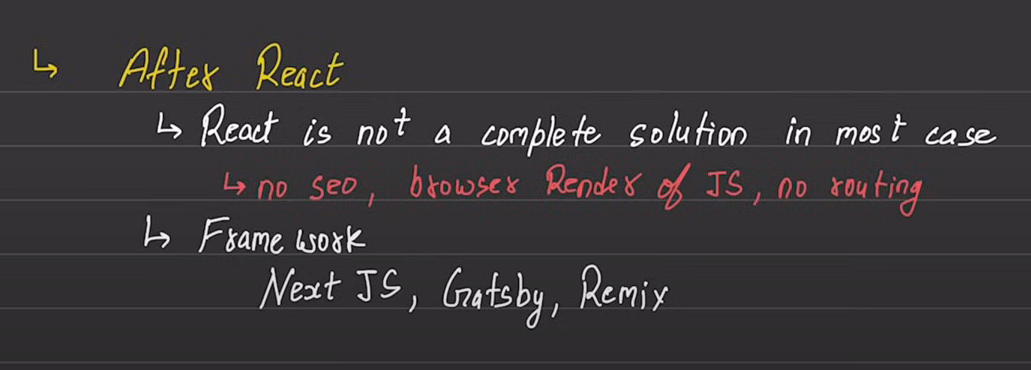 ↳ After React
↳ React is not a complete solution in most case
↳ no seo, browser Render of JS, no routing
↳ Frame work
Next JS, Gatsby, Remix